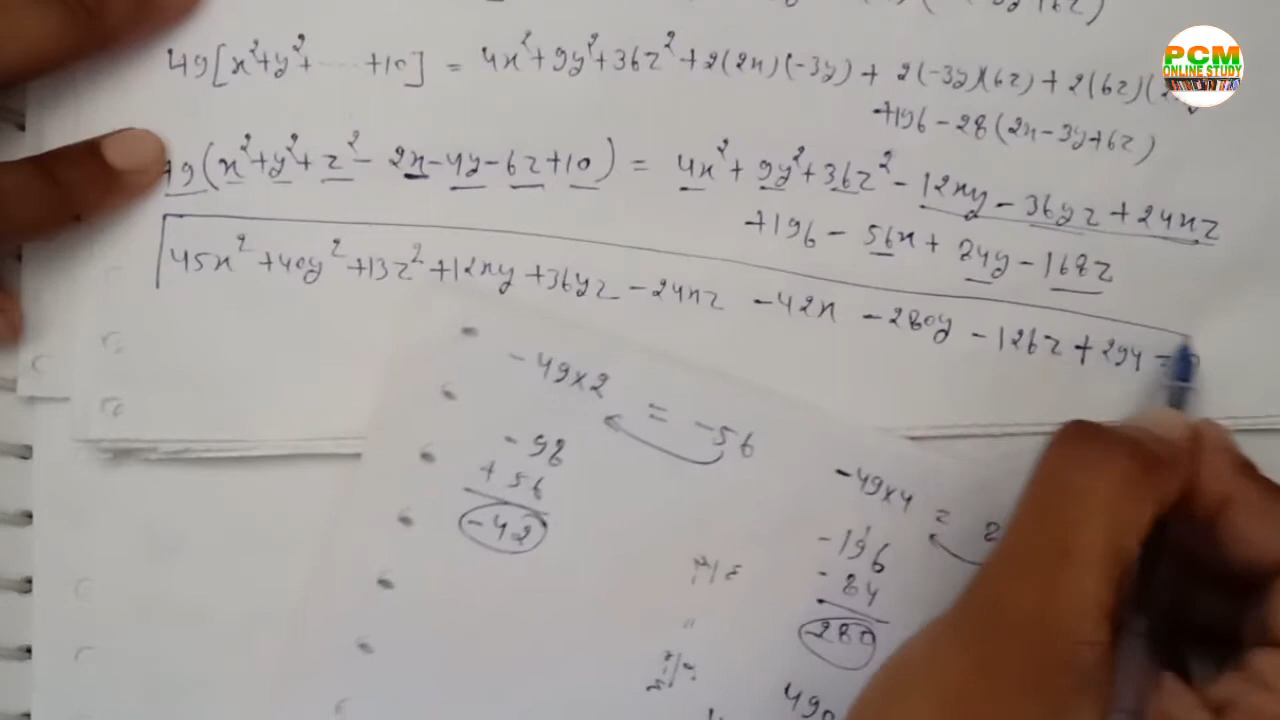 PCM
ONLINE STUDY
49[x²+y²+ ...... +10] = 4x²+9y²+36z²+2(2x)(-3y)+ 2(-3y)(6z)+2(6z)(
+196-28(2x-3y+6z)
49(x²+y²+z²-2x-4y-6z+10) = 4x²+9y²+36z²-12xy-36yz+24xz
+196-56x+84y-168z
45x²+40y²+13z²+12xy+36yz-24xz-42x-280y-126z+294=
-49×2 = -56
-98
+56
-42
-49×4 = 8
-196
-84
-280
490